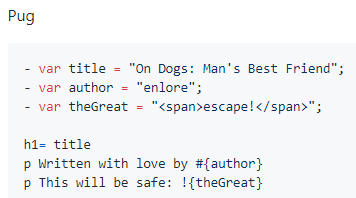 Pug
- var title = "On Dogs: Man's Best Friend";
- var author = "enlore";
- var theGreat = "<span>escape!</span>";
h1= title
p Written with love by #{author}
p This will be safe: !{theGreat}